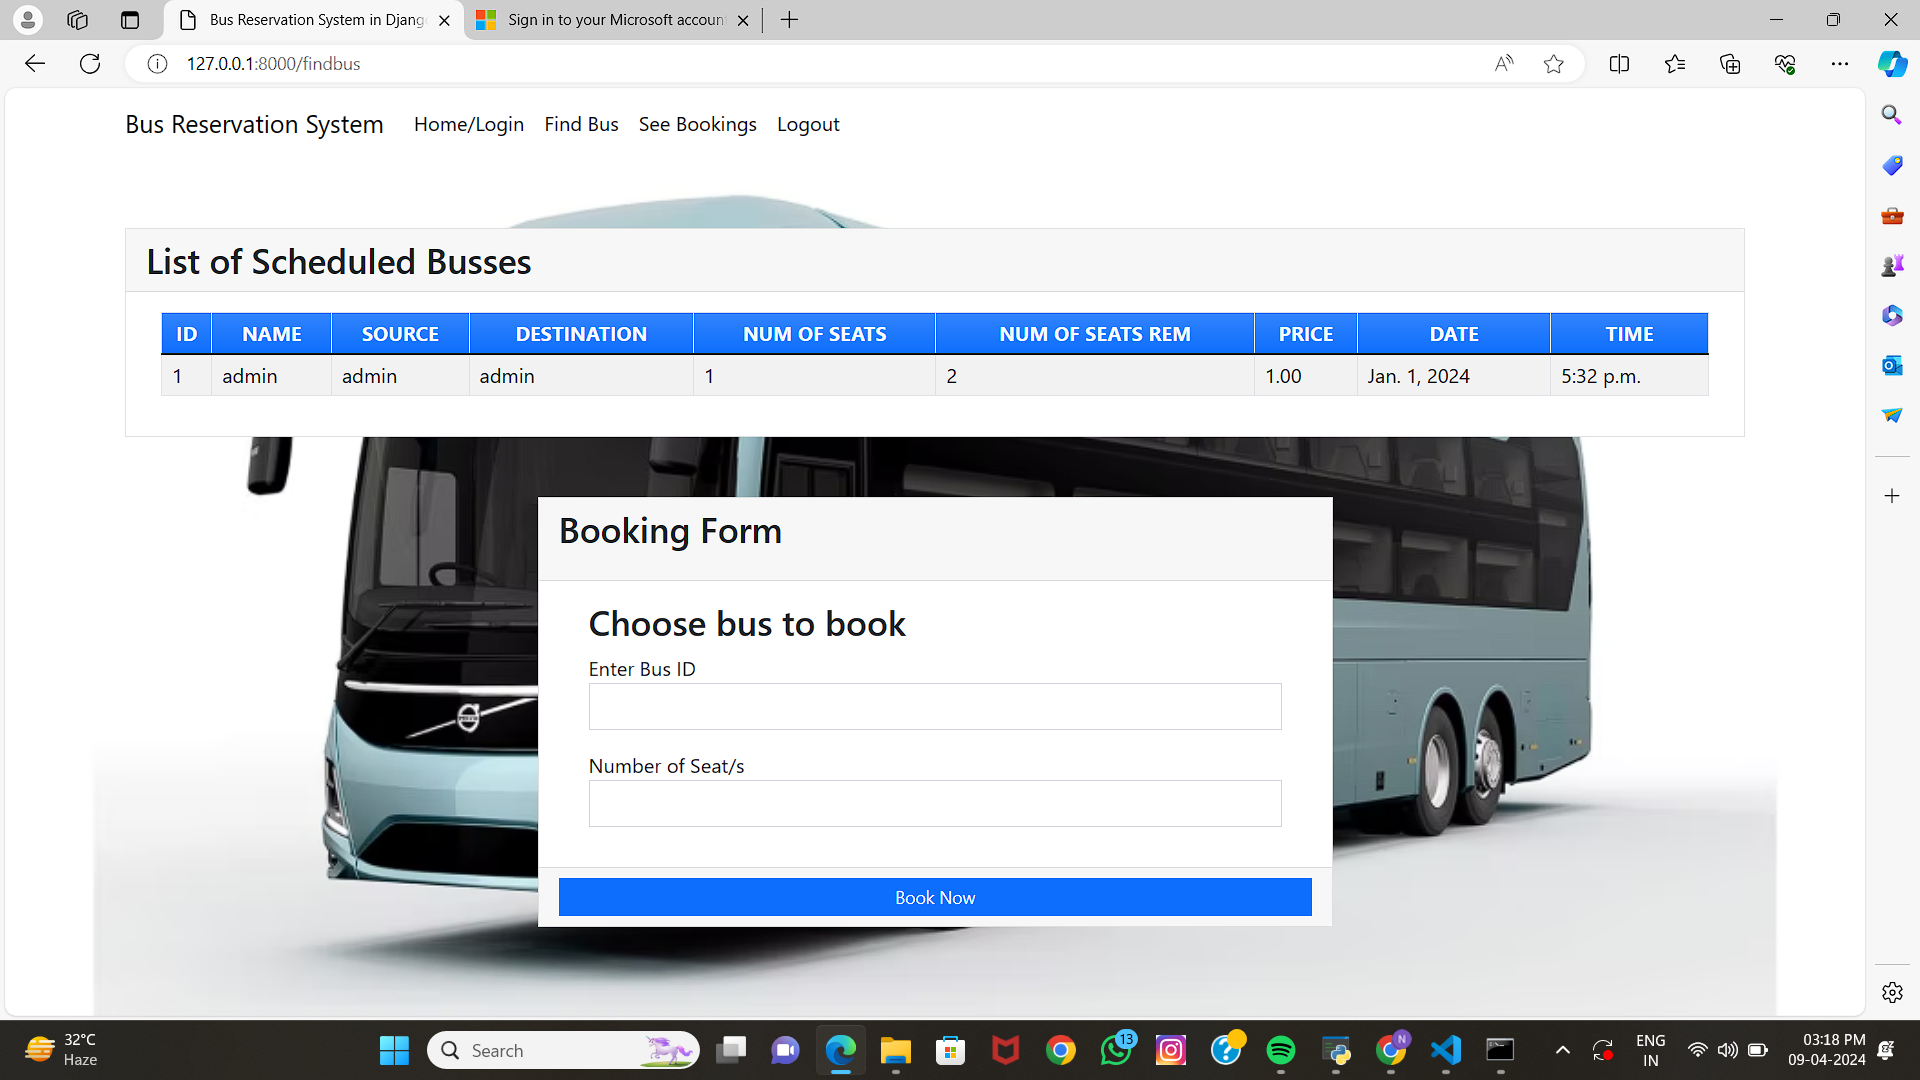 Bus Reservation System in Djang
Sign in to your Microsoft accoun
127.0.0.1:8000/findbus
Bus Reservation System
Home/Login
Find Bus
See Bookings
Logout
List of Scheduled Busses
ID NAME SOURCE DESTINATION NUM OF SEATS NUM OF SEATS REM PRICE DATE TIME
1 admin admin admin 1 2 1.00 Jan. 1, 2024 5:32 p.m.
Booking Form
Choose bus to book
Enter Bus ID
Number of Seat/s
Book Now
32°C
Haze
Search
13
N
ENG
IN
03:18 PM
09-04-2024